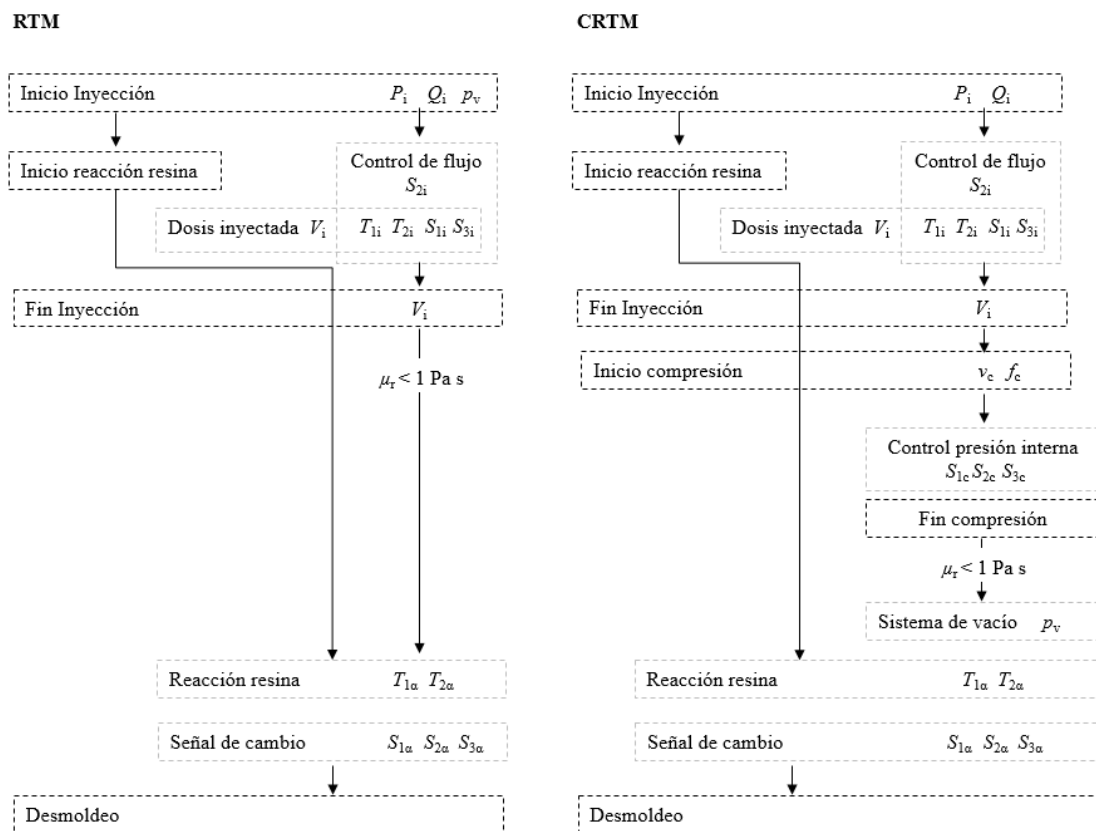 RTM
Inicio Inyección P_i Q_i p_v
Inicio reacción resina
Control de flujo
S_2i
Dosis inyectada V_i T_1i T_2i S_1i S_3i
Fin Inyección V_i
μ_r < 1 Pa s
Reacción resina T_1α T_2α
Señal de cambio S_1α S_2α S_3α
Desmoldeo
CRTM
Inicio Inyección P_i Q_i
Inicio reacción resina
Control de flujo
S_2i
Dosis inyectada V_i T_1i T_2i S_1i S_3i
Fin Inyección V_i
Inicio compresión v_c f_c
Control presión interna
S_1c S_2c S_3c
Fin compresión
μ_r < 1 Pa s
Sistema de vacío p_v
Reacción resina T_1α T_2α
Señal de cambio S_1α S_2α S_3α
Desmoldeo